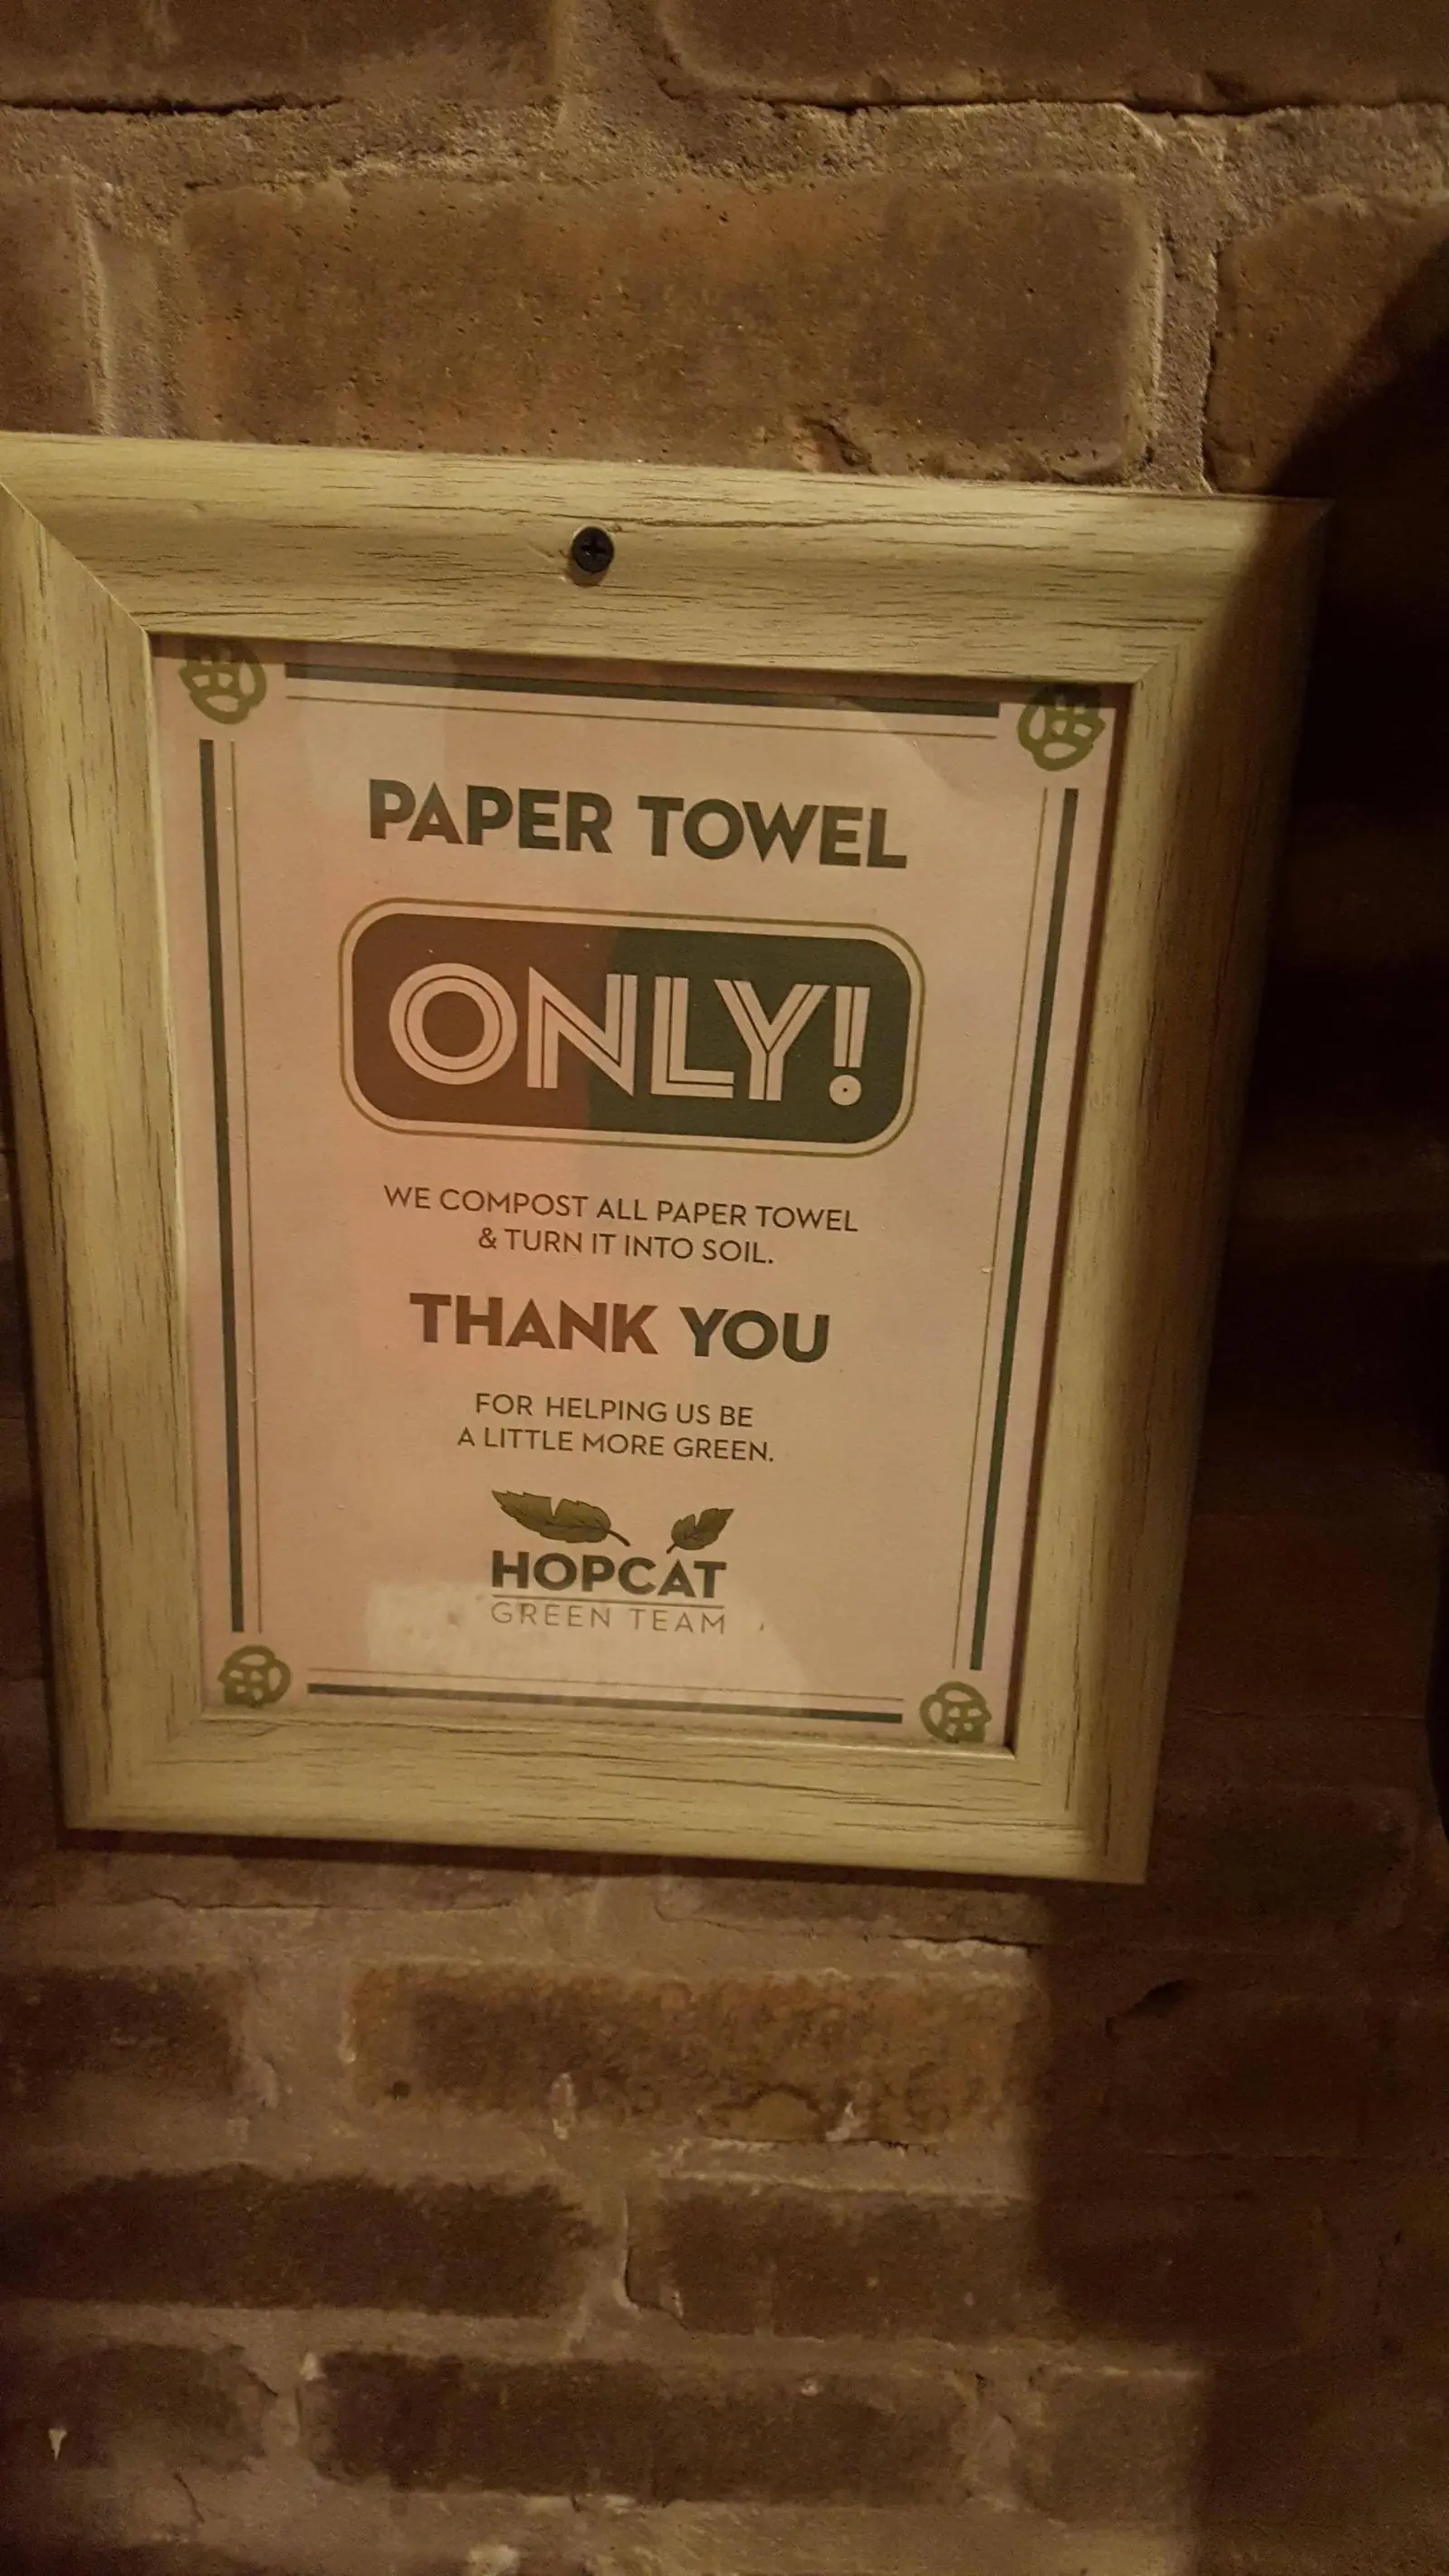 PAPER TOWEL
ONLY!
WE COMPOST ALL PAPER TOWEL
& TURN IT INTO SOIL.
THANK YOU
FOR HELPING US BE
A LITTLE MORE GREEN.
HOPCAT
GREEN TEAM